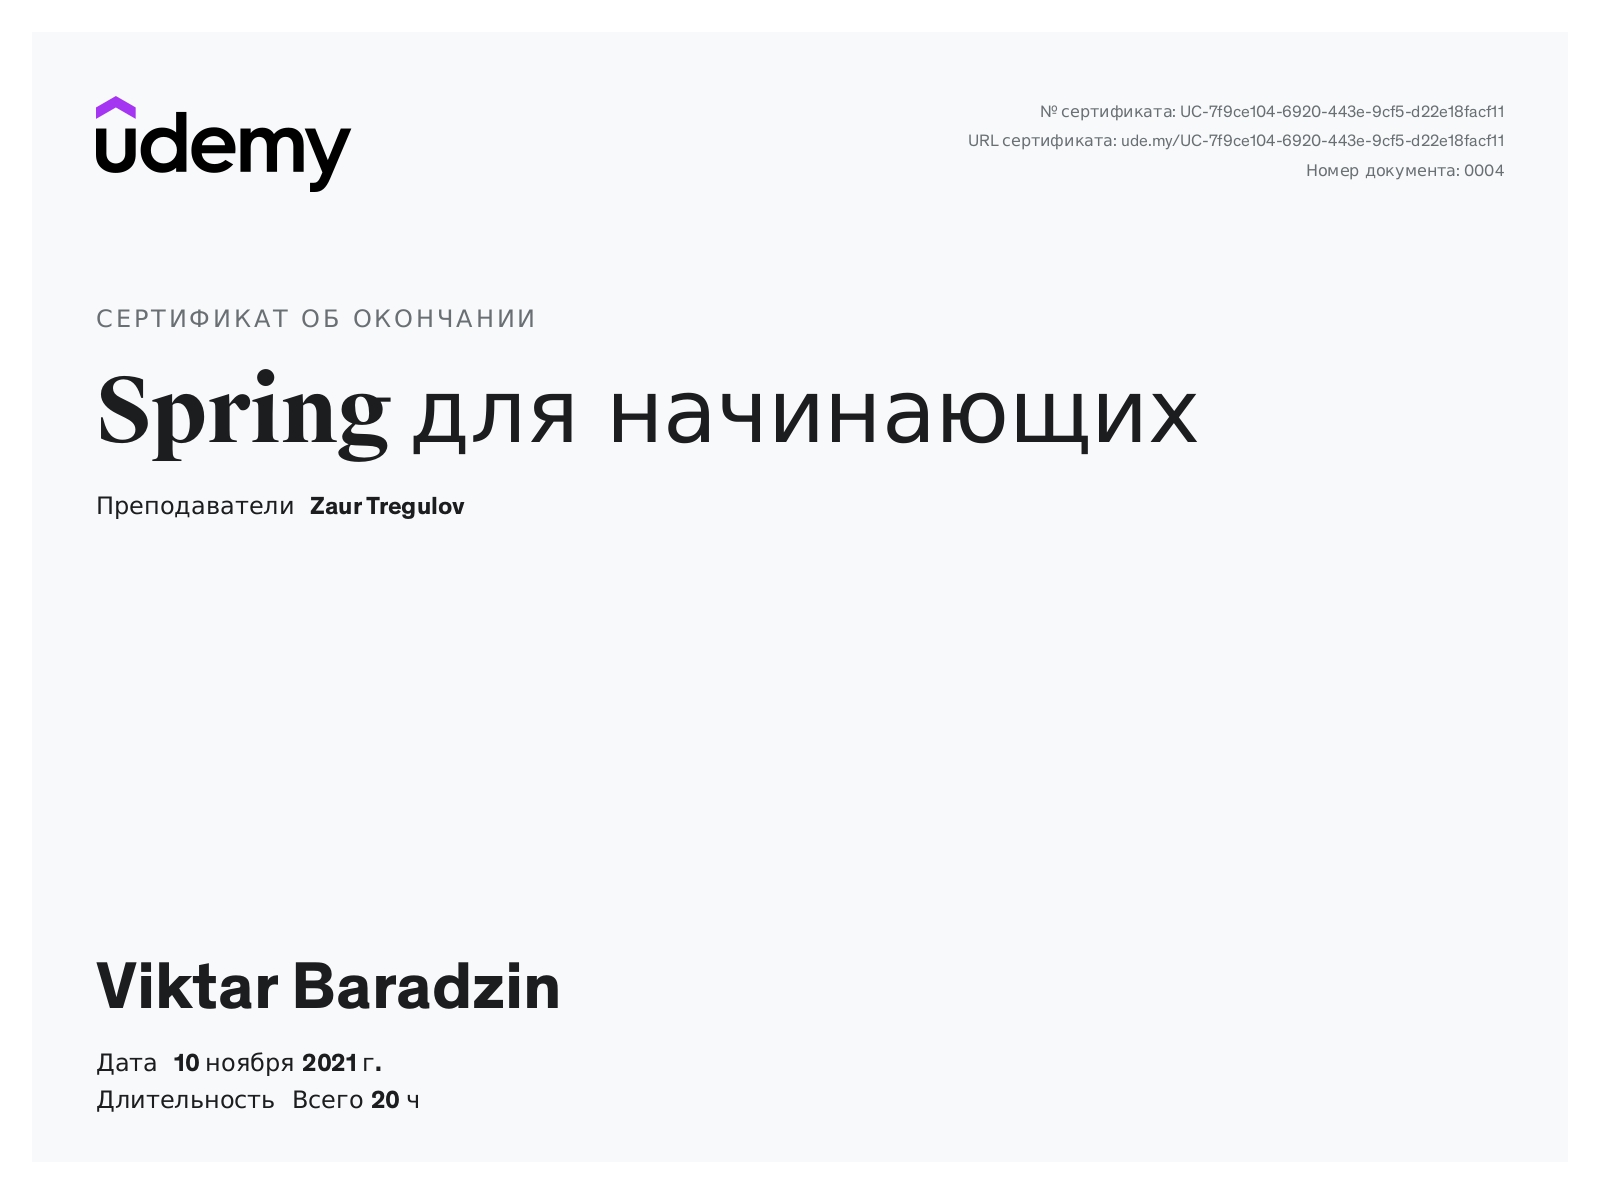 udemy
№ сертификата: UC-7f9ce104-6920-443e-9cf5-d22e18facf11
URL сертификата: ude.my/UC-7f9ce104-6920-443e-9cf5-d22e18facf11
Номер документа: 0004
СЕРТИФИКАТ ОБ ОКОНЧАНИИ
Spring для начинающих
Преподаватели Zaur Tregulov
Viktar Baradzin
Дата 10 ноября 2021 г.
Длительность Всего 20 ч